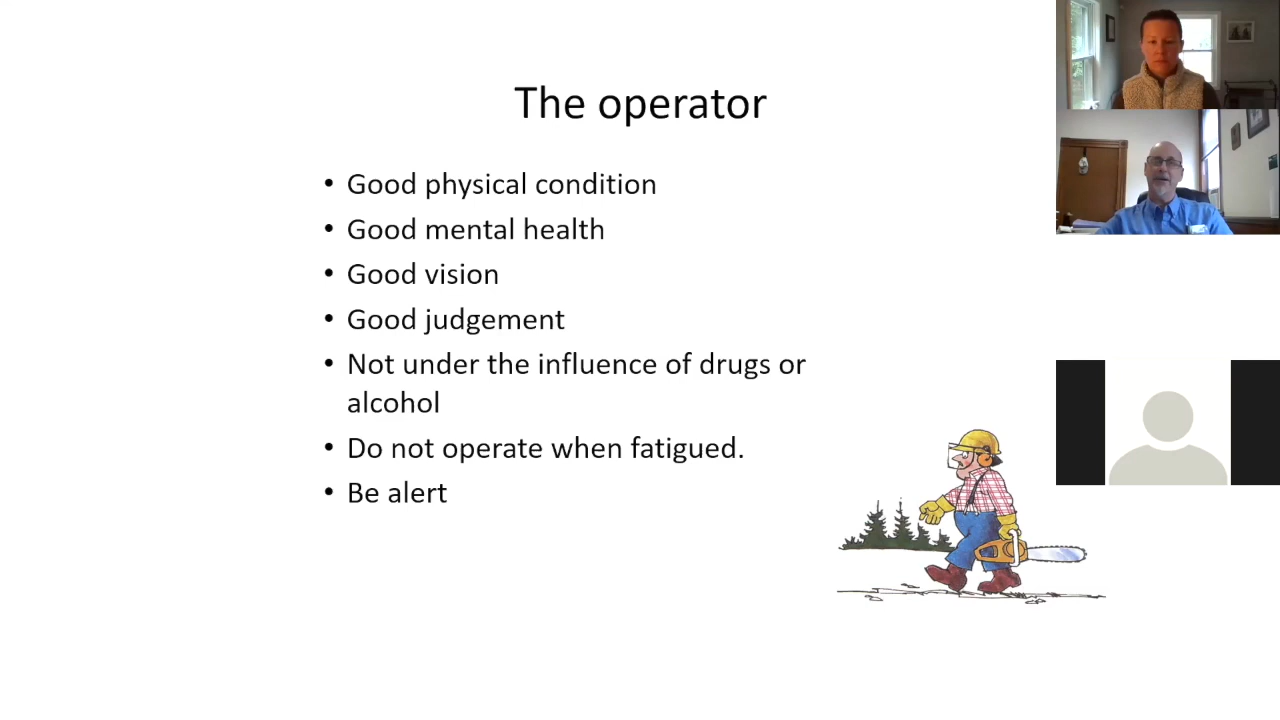 The operator
• Good physical condition
• Good mental health
• Good vision
• Good judgement
• Not under the influence of drugs or
alcohol
• Do not operate when fatigued.
• Be alert